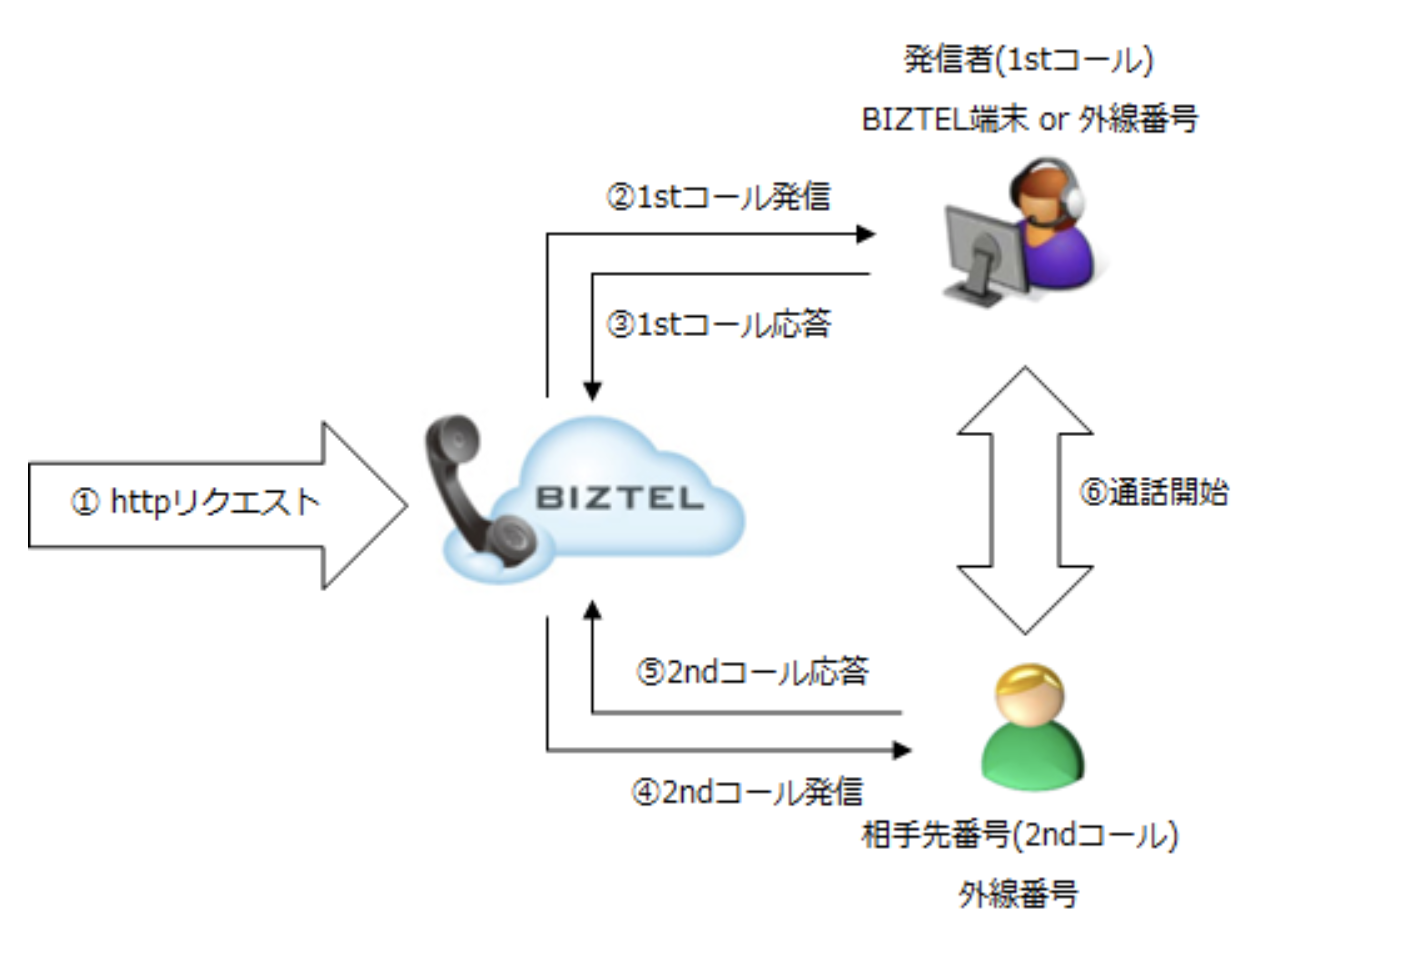 発信者(1stコール)
BIZTEL端末 or 外線番号
②1stコール発信
③1stコール応答
① httpリクエスト
BIZTEL
⑥通話開始
⑤2ndコール応答
④2ndコール発信
相手先番号(2ndコール)
外線番号